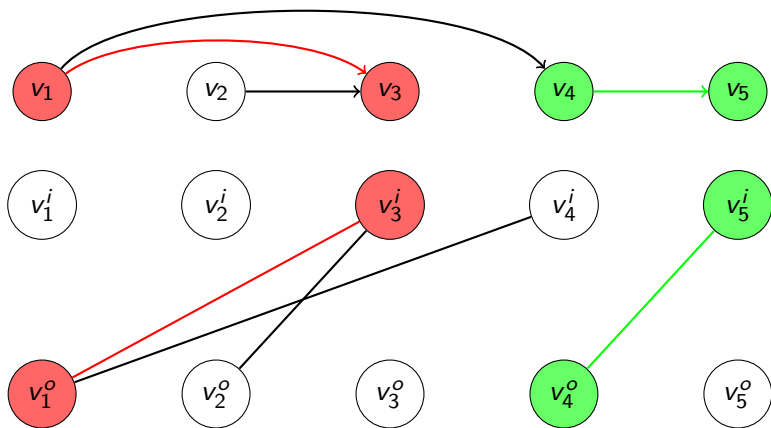 v₁ v₂ v₃ v₄ v₅
v₁ⁱ v₂ⁱ v₃ⁱ v₄ⁱ v₅ⁱ
v₁ᵒ v₂ᵒ v₃ᵒ v₄ᵒ v₅ᵒ